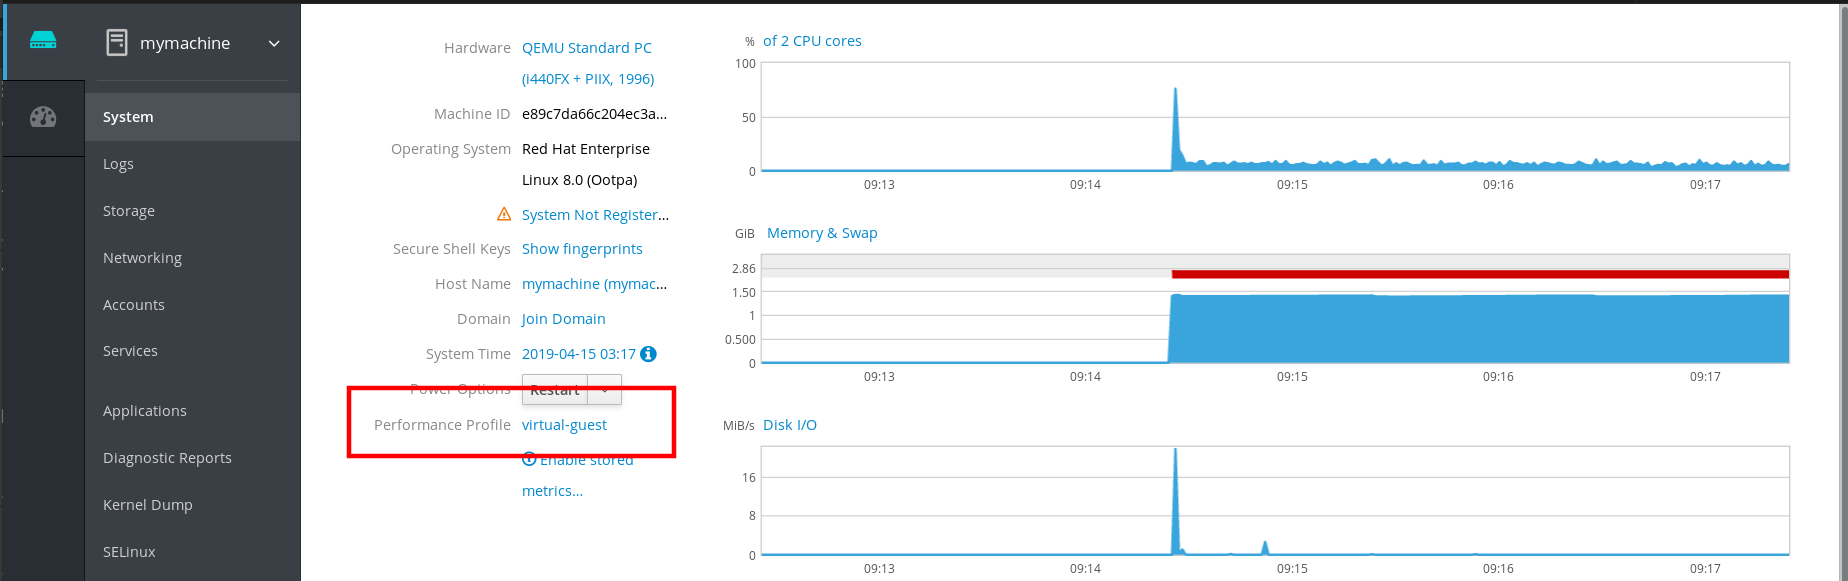 mymachine
System
Logs
Storage
Networking
Accounts
Services
Applications
Diagnostic Reports
Kernel Dump
SELinux
Hardware QEMU Standard PC
(i440FX + PIIX, 1996)
Machine ID e89c7da66c204ec3a...
Operating System Red Hat Enterprise
Linux 8.0 (Ootpa)
System Not Register...
Secure Shell Keys Show fingerprints
Host Name mymachine (mymac...
Domain Join Domain
System Time 2019-04-15 03:17
Power Options Restart
Performance Profile virtual-guest
Enable stored
metrics...
% of 2 CPU cores
100
50
0
09:13 09:14 09:15 09:16 09:17
GiB Memory & Swap
2.86
1.50
1
0.500
0
09:13 09:14 09:15 09:16 09:17
MiB/s Disk I/O
16
8
0
09:13 09:14 09:15 09:16 09:17